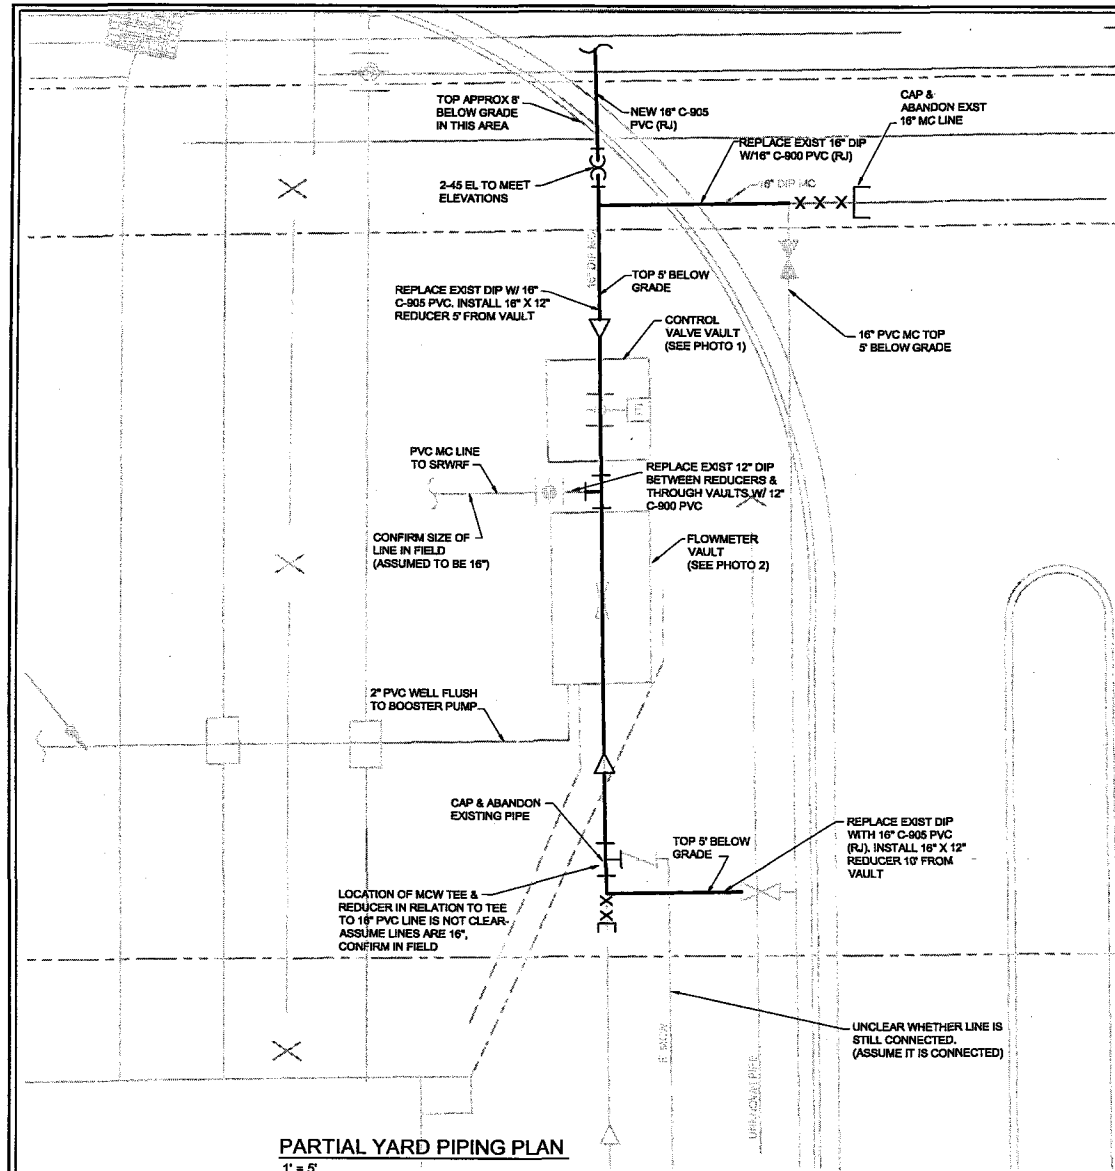 TOP APPROX 8'
BELOW GRADE
IN THIS AREA
NEW 16" C-905
PVC (RJ)
CAP &
ABANDON EXST
16" MC LINE
REPLACE EXIST 16" DIP
W/16" C-900 PVC (RJ)
16" DIP MC
2-45 EL TO MEET
ELEVATIONS
16" DIP MC
TOP 5' BELOW
GRADE
REPLACE EXIST DIP W/ 16"
C-905 PVC. INSTALL 16" X 12"
REDUCER 5' FROM VAULT
CONTROL
VALVE VAULT
(SEE PHOTO 1)
16" PVC MC TOP
5' BELOW GRADE
PVC MC LINE
TO SRWRF
REPLACE EXIST 12" DIP
BETWEEN REDUCERS &
THROUGH VAULTS W/ 12"
C-900 PVC
CONFIRM SIZE OF
LINE IN FIELD
(ASSUMED TO BE 16")
FLOWMETER
VAULT
(SEE PHOTO 2)
2" PVC WELL FLUSH
TO BOOSTER PUMP
CAP & ABANDON
EXISTING PIPE
TOP 5' BELOW
GRADE
REPLACE EXIST DIP
WITH 16" C-905 PVC
(RJ). INSTALL 16" X 12"
REDUCER 10' FROM
VAULT
LOCATION OF MCW TEE &
REDUCER IN RELATION TO TEE
TO 16" PVC LINE IS NOT CLEAR-
ASSUME LINES ARE 16",
CONFIRM IN FIELD
UNCLEAR WHETHER LINE IS
STILL CONNECTED.
(ASSUME IT IS CONNECTED)
PARTIAL YARD PIPING PLAN
1' = 5'